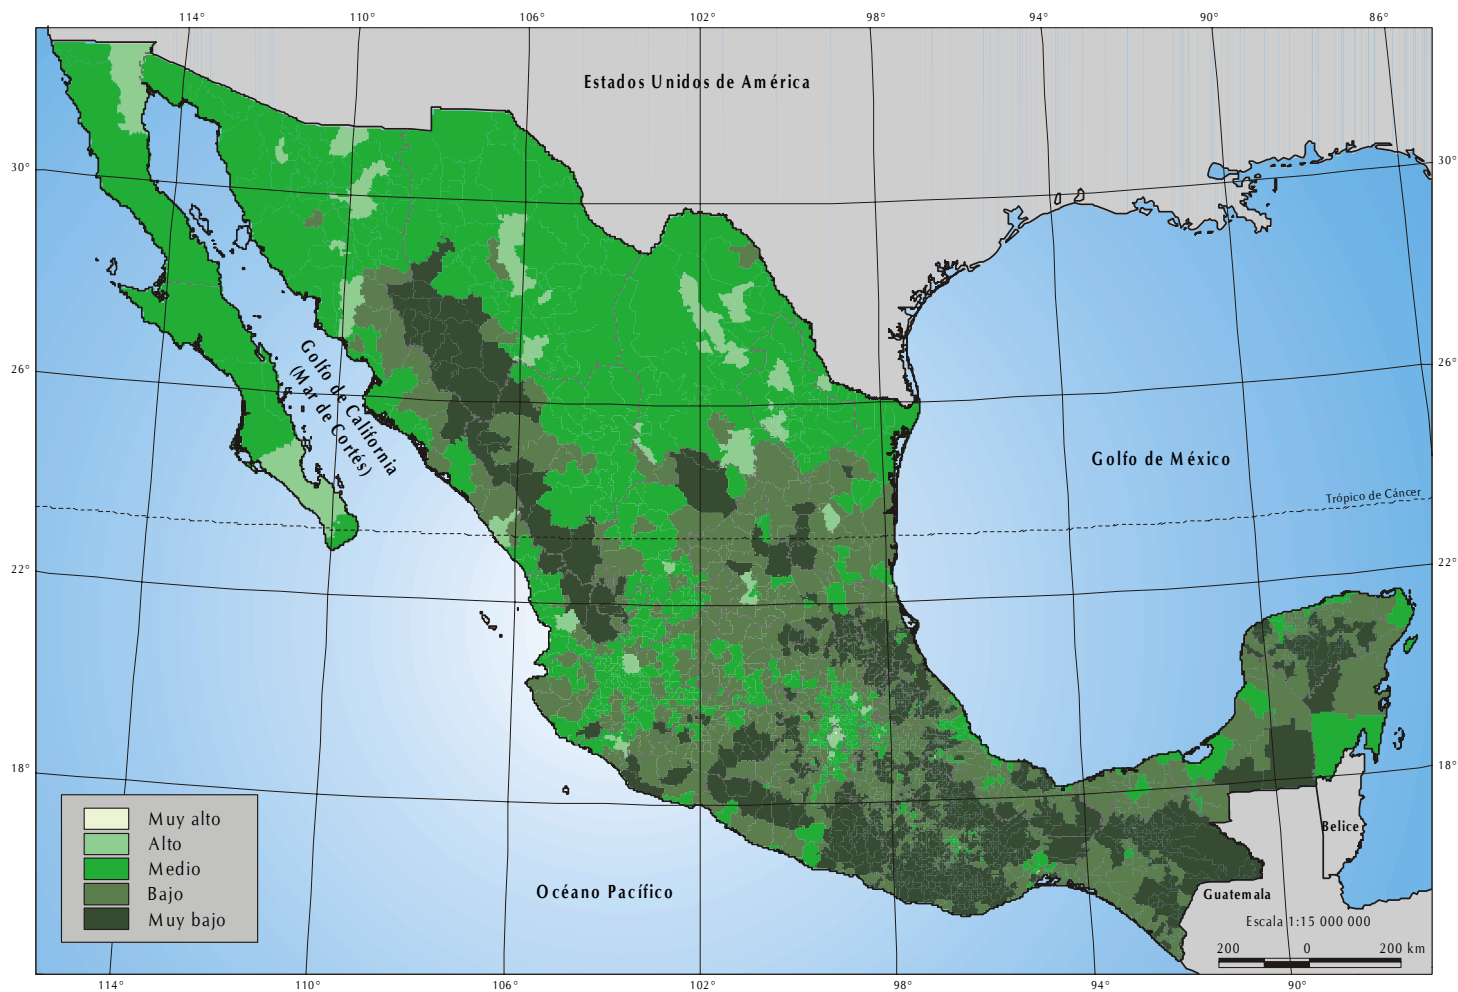 114° 110° 106° 102° 98° 94° 90° 86°
Estados Unidos de América
30° 30°
26° 26°
Golfo de California
(Mar de Cortés)
Golfo de México
Trópico de Cáncer
22° 22°
18° 18°
Muy alto
Alto
Medio
Bajo
Muy bajo
Belice
Océano Pacífico
Guatemala
Escala 1:15 000 000
200 0 200 km
114° 110° 106° 102° 98° 94° 90°